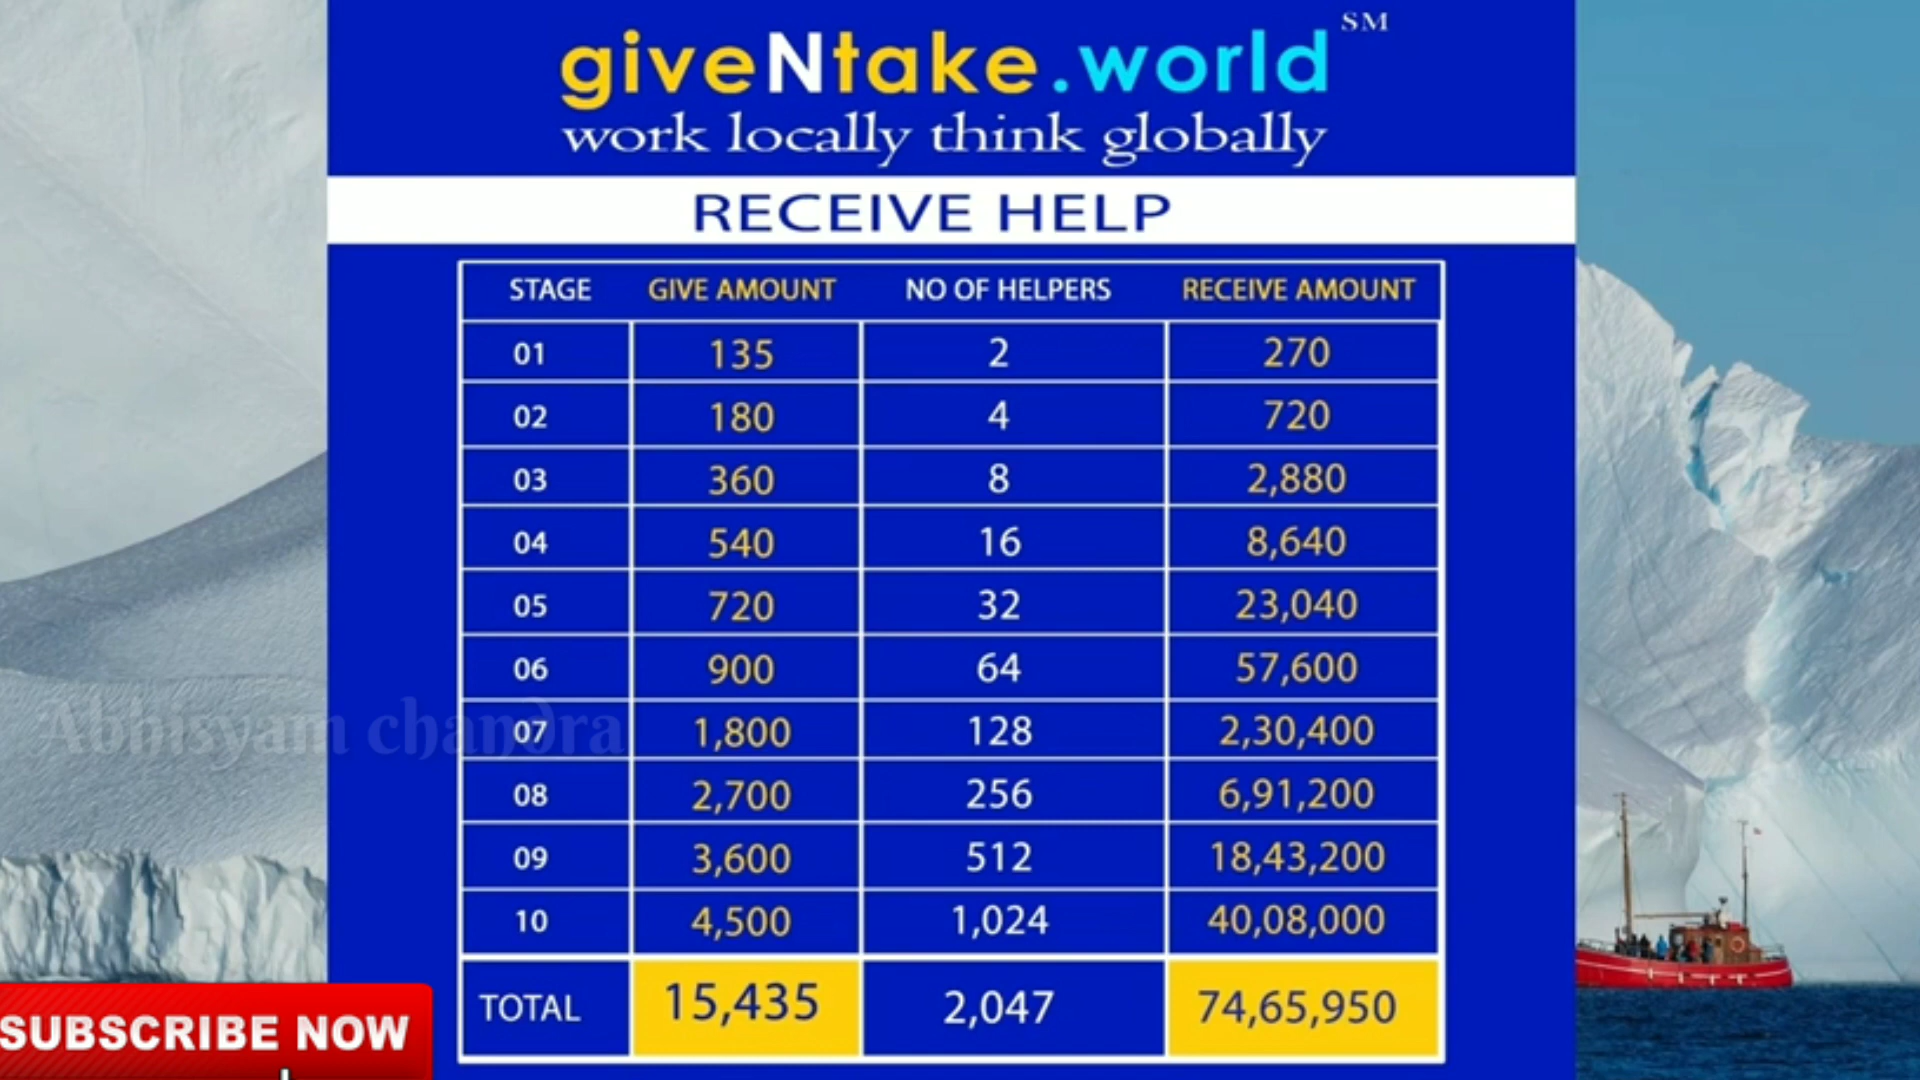 giveNtake.world SM
work locally think globally
RECEIVE HELP
STAGE GIVE AMOUNT NO OF HELPERS RECEIVE AMOUNT
01 135 2 270
02 180 4 720
03 360 8 2,880
04 540 16 8,640
05 720 32 23,040
06 900 64 57,600
Abhisyam chandra
07 1,800 128 2,30,400
08 2,700 256 6,91,200
09 3,600 512 18,43,200
10 4,500 1,024 40,08,000
TOTAL 15,435 2,047 74,65,950
SUBSCRIBE NOW